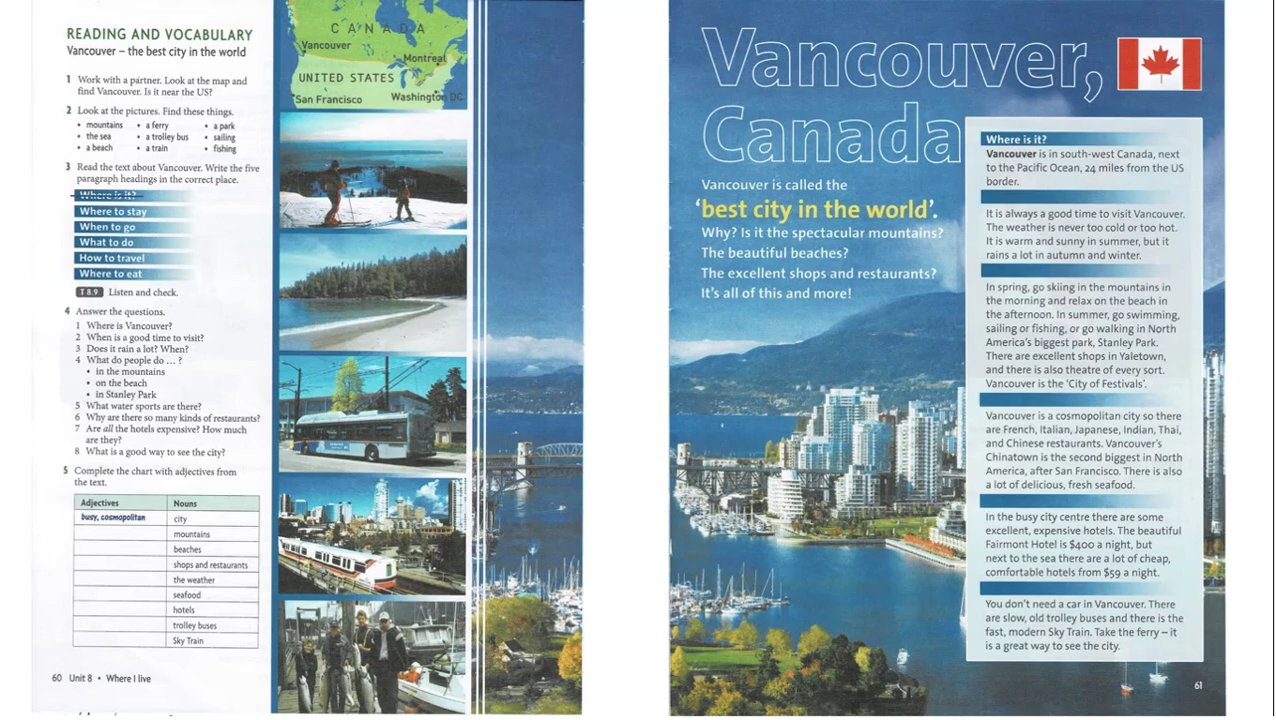 READING AND VOCABULARY
Vancouver – the best city in the world
1 Work with a partner. Look at the map and
find Vancouver. Is it near the US?
2 Look at the pictures. Find these things.
• mountains • a ferry • a park
• the sea • a trolley bus • sailing
• a beach • a train • fishing
3 Read the text about Vancouver. Write the five
paragraph headings in the correct place.
Where is it?
Where to stay
When to go
What to do
How to travel
Where to eat
T 8.9 Listen and check.
4 Answer the questions.
1 Where is Vancouver?
2 When is a good time to visit?
3 Does it rain a lot? When?
4 What do people do … ?
• in the mountains
• on the beach
• in Stanley Park
5 What water sports are there?
6 Why are there so many kinds of restaurants?
7 Are all the hotels expensive? How much
are they?
8 What is a good way to see the city?
5 Complete the chart with adjectives from
the text.
Adjectives Nouns
busy, cosmopolitan city
mountains
beaches
shops and restaurants
the weather
seafood
hotels
trolley buses
Sky Train
60 Unit 8 • Where I live
CANADA
Vancouver
Montreal
UNITED STATES
San Francisco Washington DC
Vancouver,
Canada
Vancouver is called the
‘best city in the world’.
Why? Is it the spectacular mountains?
The beautiful beaches?
The excellent shops and restaurants?
It’s all of this and more!
Where is it?
Vancouver is in south-west Canada, next
to the Pacific Ocean, 24 miles from the US
border.
It is always a good time to visit Vancouver.
The weather is never too cold or too hot.
It is warm and sunny in summer, but it
rains a lot in autumn and winter.
In spring, go skiing in the mountains in
the morning and relax on the beach in
the afternoon. In summer, go swimming,
sailing or fishing, or go walking in North
America’s biggest park, Stanley Park.
There are excellent shops in Yaletown,
and there is also theatre of every sort.
Vancouver is the ‘City of Festivals’.
Vancouver is a cosmopolitan city so there
are French, Italian, Japanese, Indian, Thai,
and Chinese restaurants. Vancouver’s
Chinatown is the second biggest in North
America, after San Francisco. There is also
a lot of delicious, fresh seafood.
In the busy city centre there are some
excellent, expensive hotels. The beautiful
Fairmont Hotel is $400 a night, but
next to the sea there are a lot of cheap,
comfortable hotels from $59 a night.
You don’t need a car in Vancouver. There
are slow, old trolley buses and there is the
fast, modern Sky Train. Take the ferry – it
is a great way to see the city.
61